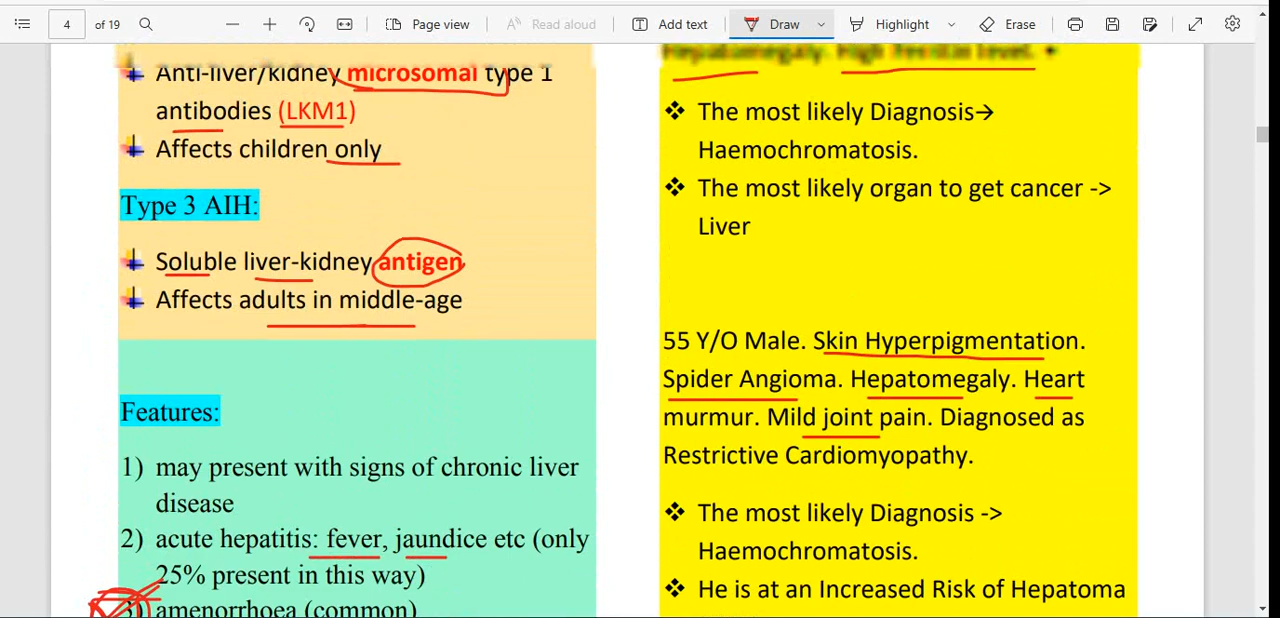 4 of 19
Page view
Read aloud
Add text
Draw
Highlight
Erase
Anti-liver/kidney microsomal type 1
antibodies (LKM1)
Affects children only
Type 3 AIH:
Soluble liver-kidney antigen
Affects adults in middle-age
Features:
1) may present with signs of chronic liver
disease
2) acute hepatitis: fever, jaundice etc (only
25% present in this way)
3) amenorrhoea (common)
Hepatomegaly. High Ferritin level.
The most likely Diagnosis→
Haemochromatosis.
The most likely organ to get cancer ->
Liver
55 Y/O Male. Skin Hyperpigmentation.
Spider Angioma. Hepatomegaly. Heart
murmur. Mild joint pain. Diagnosed as
Restrictive Cardiomyopathy.
The most likely Diagnosis ->
Haemochromatosis.
He is at an Increased Risk of Hepatoma